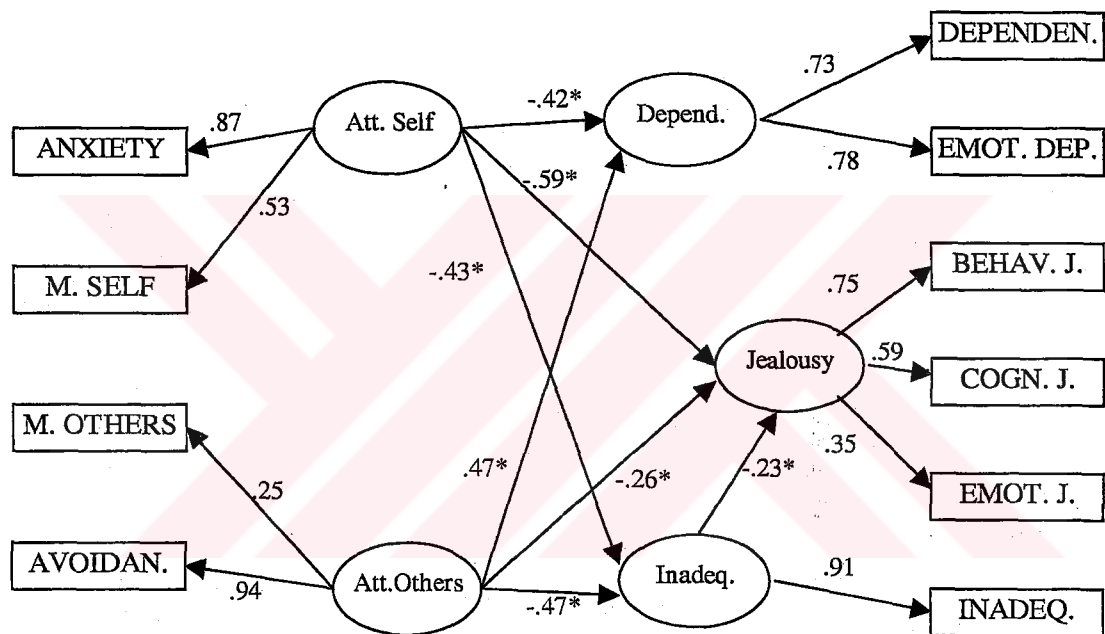 DEPENDEN.
.73
-.42*
Att. Self
Depend.
.87
ANXIETY
EMOT. DEP.
.78
-.59*
.53
M. SELF
-.43*
BEHAV. J.
.75
Jealousy
.59
COGN. J.
M. OTHERS
.35
.47*
-.26*
-.23*
.25
EMOT. J.
AVOIDAN.
Att.Others
Inadeq.
.91
.94
-.47*
INADEQ.